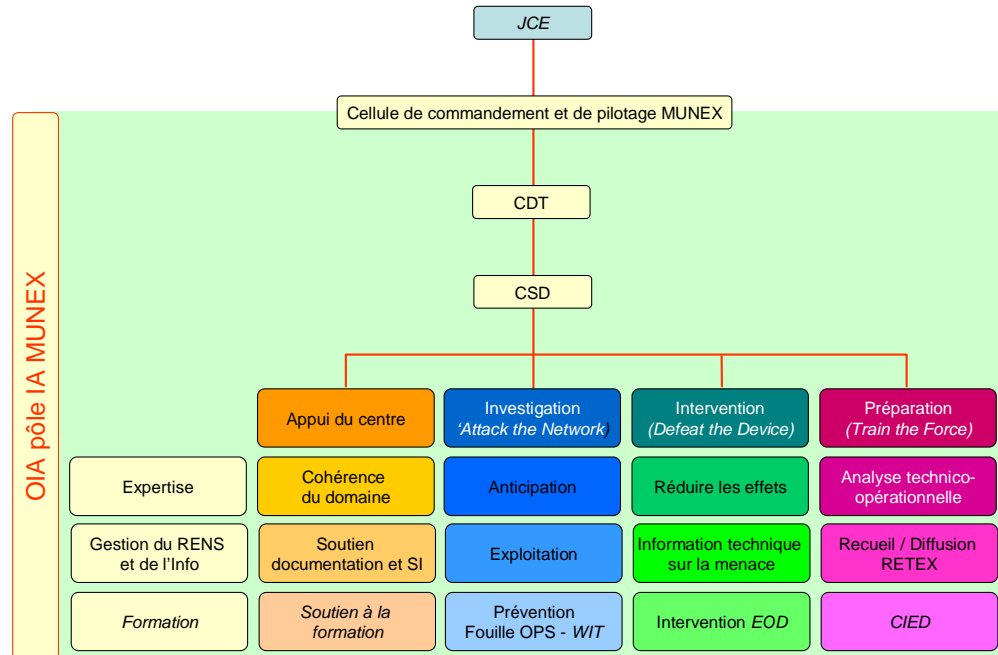 JCE
Cellule de commandement et de pilotage MUNEX
CDT
CSD
OIA pôle IA MUNEX
Appui du centre
Investigation
‘Attack the Network)
Intervention
(Defeat the Device)
Préparation
(Train the Force)
Expertise
Cohérence
du domaine
Anticipation
Réduire les effets
Analyse technico-
opérationnelle
Gestion du RENS
et de l’Info
Soutien
documentation et SI
Exploitation
Information technique
sur la menace
Recueil / Diffusion
RETEX
Formation
Soutien à la
formation
Prévention
Fouille OPS - WIT
Intervention EOD
CIED